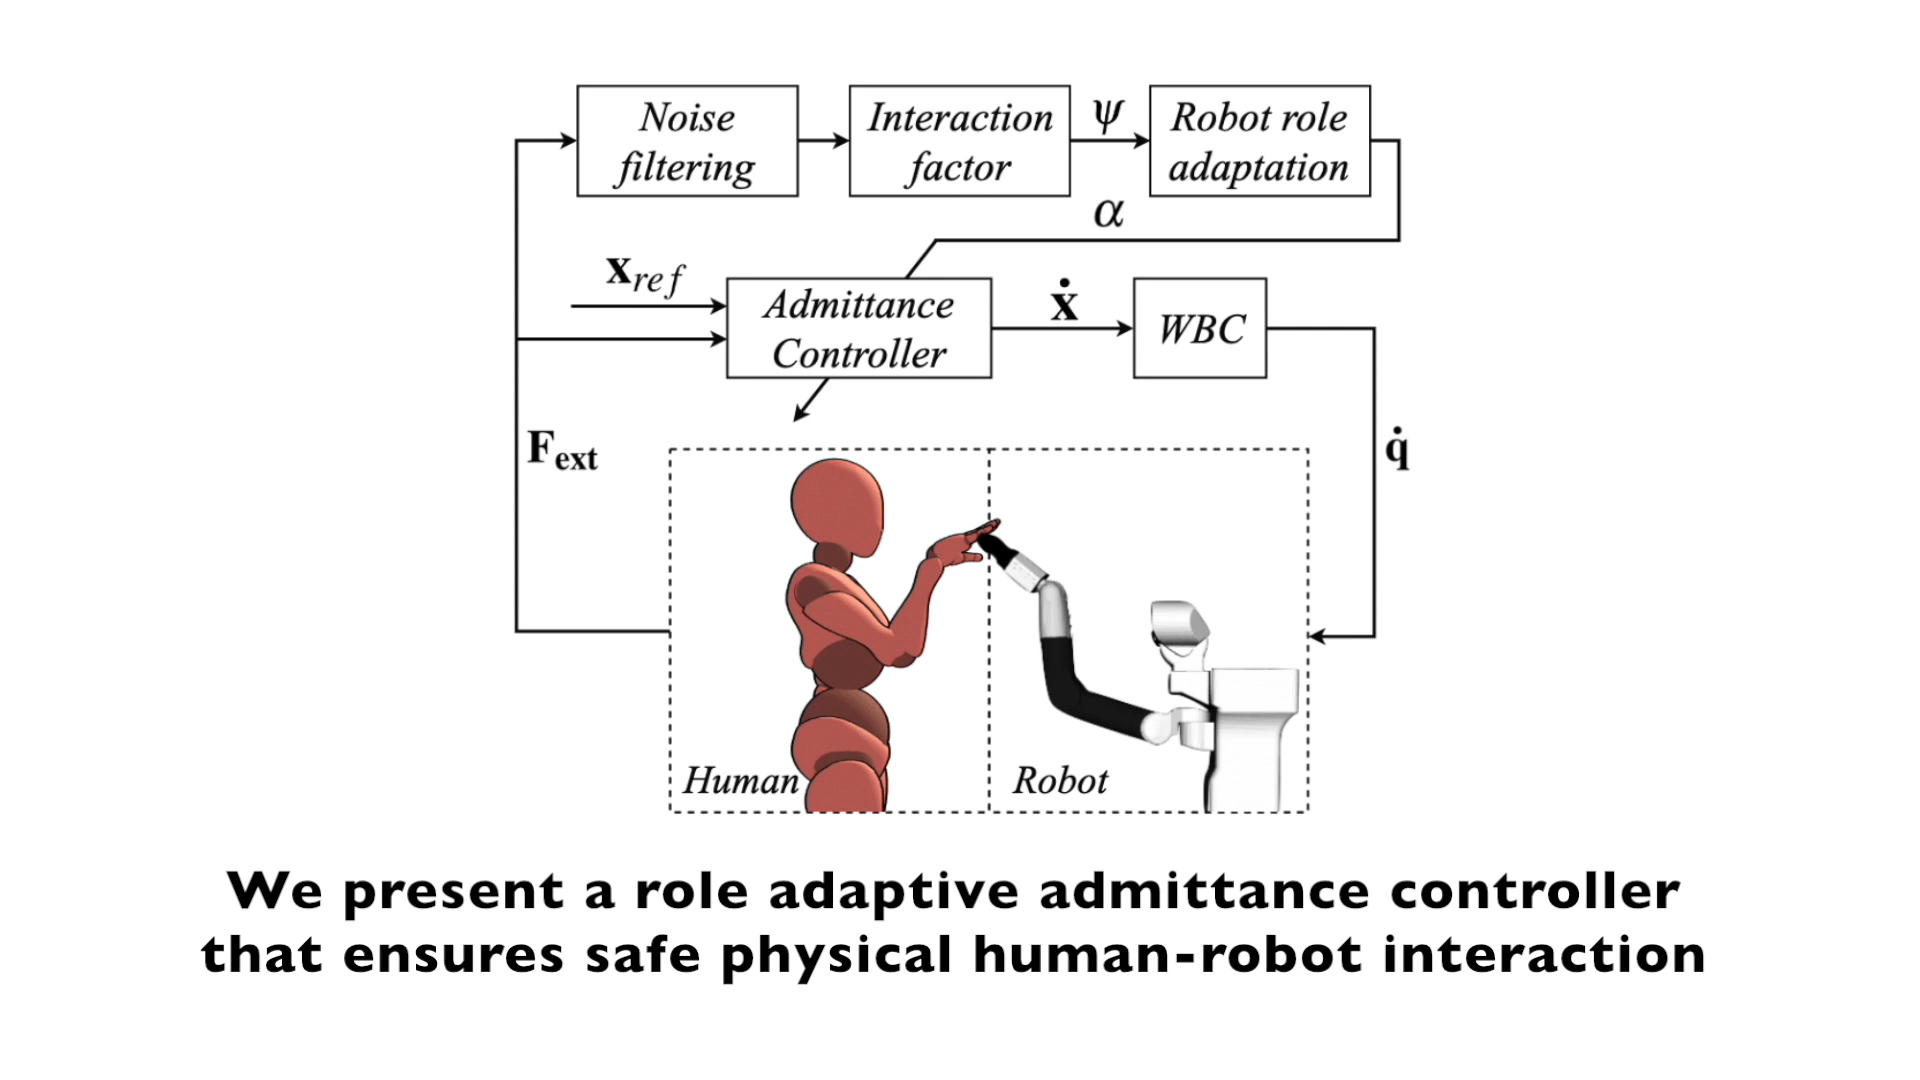 Noise
filtering
Interaction
factor
ψ
Robot role
adaptation
α
x_ref
Admittance
Controller
ẋ
WBC
F_ext
q̇
Human
Robot
We present a role adaptive admittance controller
that ensures safe physical human-robot interaction